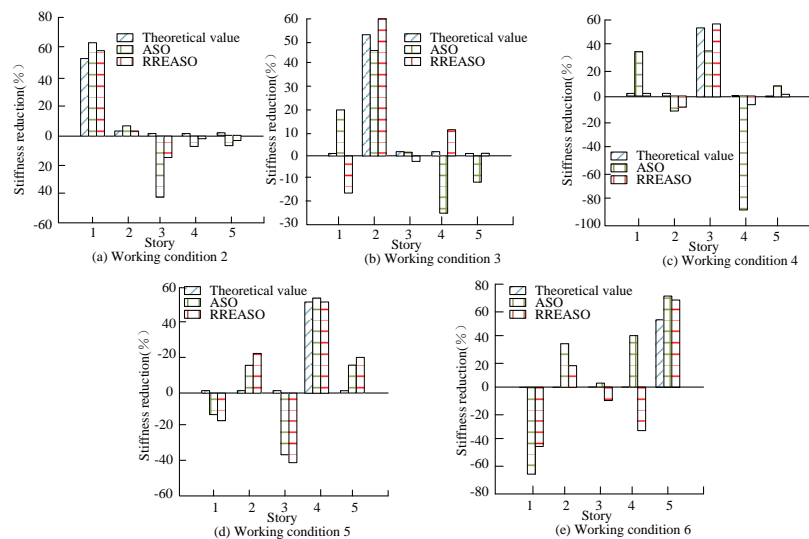 80
60
40
20
0
20
40
-60
Stiffness reduction(%)
Theoretical value
ASO
RREASO
1 2 3 4 5
Story
(a) Working condition 2
60
50
40
30
20
10
0
-10
-20
-30
Stiffness reduction(%)
Theoretical value
ASO
RREASO
1 2 3 4 5
Story
(b) Working condition 3
60
40
20
0
-20
-40
-60
-80
-100
Stiffness reduction(%)
Theoretical value
ASO
RREASO
1 2 3 4 5
Story
(c) Working condition 4
-60
-20
0
-20
-40
-60
Stiffness reduction(%)
Theoretical value
ASO
RREASO
1 2 3 4 5
Story
(d) Working condition 5
80
60
40
20
0
-20
-40
-60
80
Stiffness reduction(%)
Theoretical value
ASO
RREASO
1 2 3 4 5
Story
(e) Working condition 6